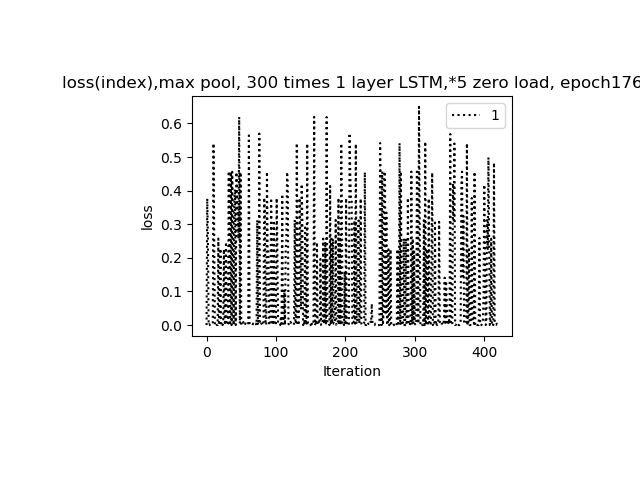 loss(index),max pool, 300 times 1 layer LSTM,*5 zero load, epoch176
1
0.6
0.5
0.4
0.3
0.2
0.1
0.0
loss
0 100 200 300 400
Iteration